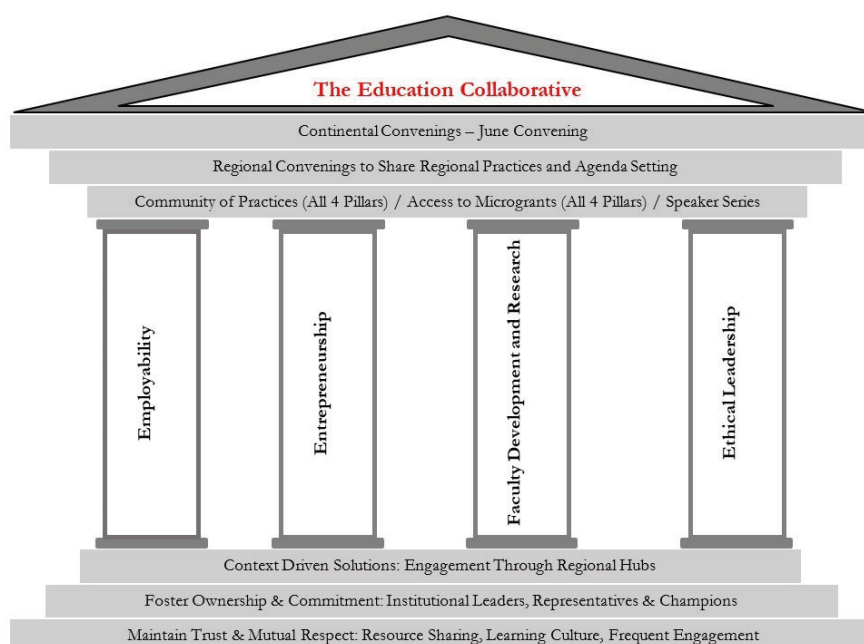 The Education Collaborative
Continental Convenings – June Convening
Regional Convenings to Share Regional Practices and Agenda Setting
Community of Practices (All 4 Pillars) / Access to Microgrants (All 4 Pillars) / Speaker Series
Employability
Entrepreneurship
Faculty Development and Research
Ethical Leadership
Context Driven Solutions: Engagement Through Regional Hubs
Foster Ownership & Commitment: Institutional Leaders, Representatives & Champions
Maintain Trust & Mutual Respect: Resource Sharing, Learning Culture, Frequent Engagement